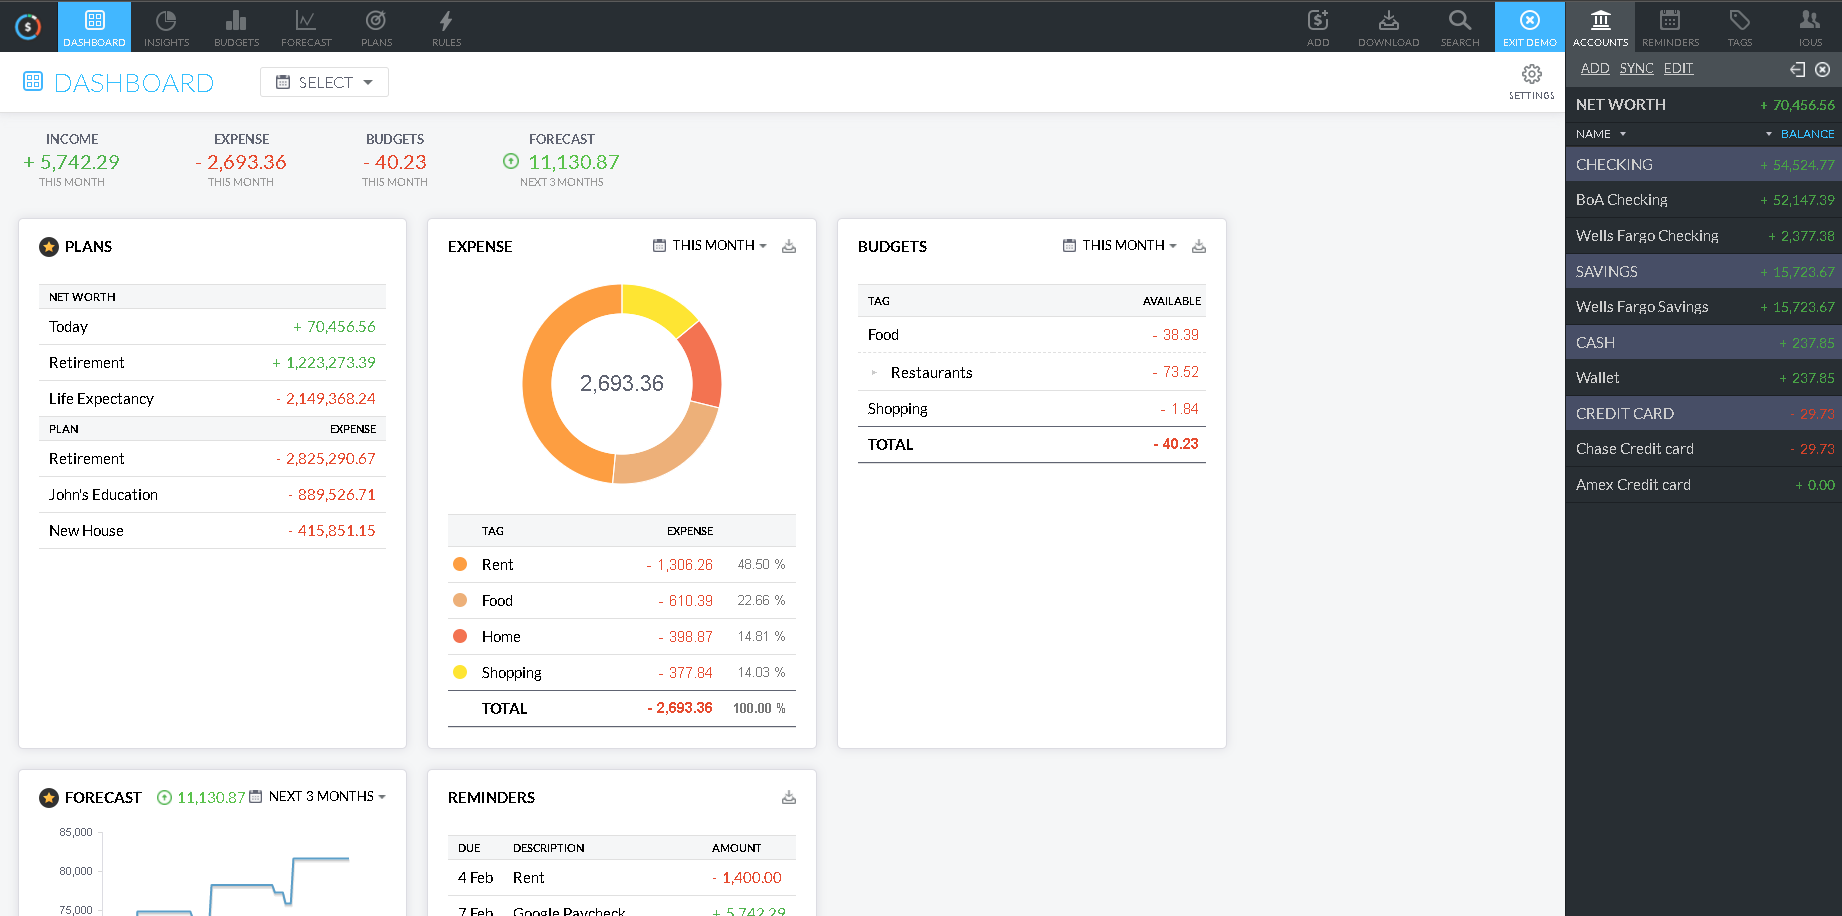 DASHBOARD
INSIGHTS
BUDGETS
FORECAST
PLANS
RULES
ADD
DOWNLOAD
SEARCH
EXIT DEMO
ACCOUNTS
REMINDERS
TAGS
IOUS
DASHBOARD
SELECT
SETTINGS
INCOME
+ 5,742.29
THIS MONTH
EXPENSE
- 2,693.36
THIS MONTH
BUDGETS
- 40.23
THIS MONTH
FORECAST
11,130.87
NEXT 3 MONTHS
PLANS
NET WORTH
Today + 70,456.56
Retirement + 1,223,273.39
Life Expectancy - 2,149,368.24
PLAN EXPENSE
Retirement - 2,825,290.67
John's Education - 889,526.71
New House - 415,851.15
EXPENSE THIS MONTH
2,693.36
TAG EXPENSE
Rent - 1,306.26 48.50 %
Food - 610.39 22.66 %
Home - 398.87 14.81 %
Shopping - 377.84 14.03 %
TOTAL - 2,693.36 100.00 %
BUDGETS THIS MONTH
TAG AVAILABLE
Food - 38.39
Restaurants - 73.52
Shopping - 1.84
TOTAL - 40.23
FORECAST 11,130.87 NEXT 3 MONTHS
85,000
80,000
75,000
REMINDERS
DUE DESCRIPTION AMOUNT
4 Feb Rent - 1,400.00
7 Feb Google Paycheck + 5,742.29
ADD SYNC EDIT
NET WORTH + 70,456.56
NAME BALANCE
CHECKING + 54,524.77
BoA Checking + 52,147.39
Wells Fargo Checking + 2,377.38
SAVINGS + 15,723.67
Wells Fargo Savings + 15,723.67
CASH + 237.85
Wallet + 237.85
CREDIT CARD - 29.73
Chase Credit card - 29.73
Amex Credit card + 0.00